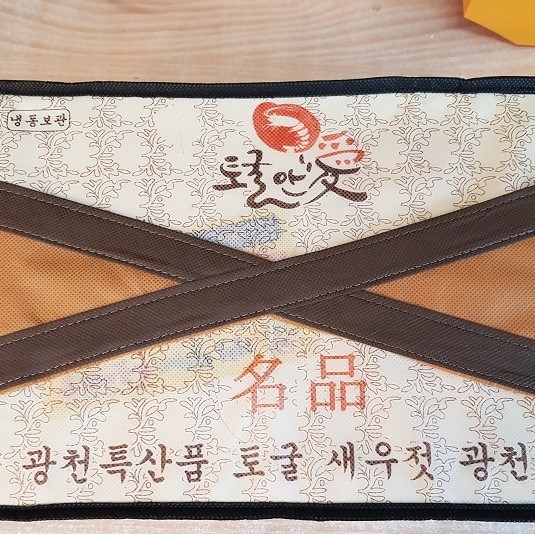 냉동보관
토굴안愛
名品
광천특산품 토굴 새우젓 광천